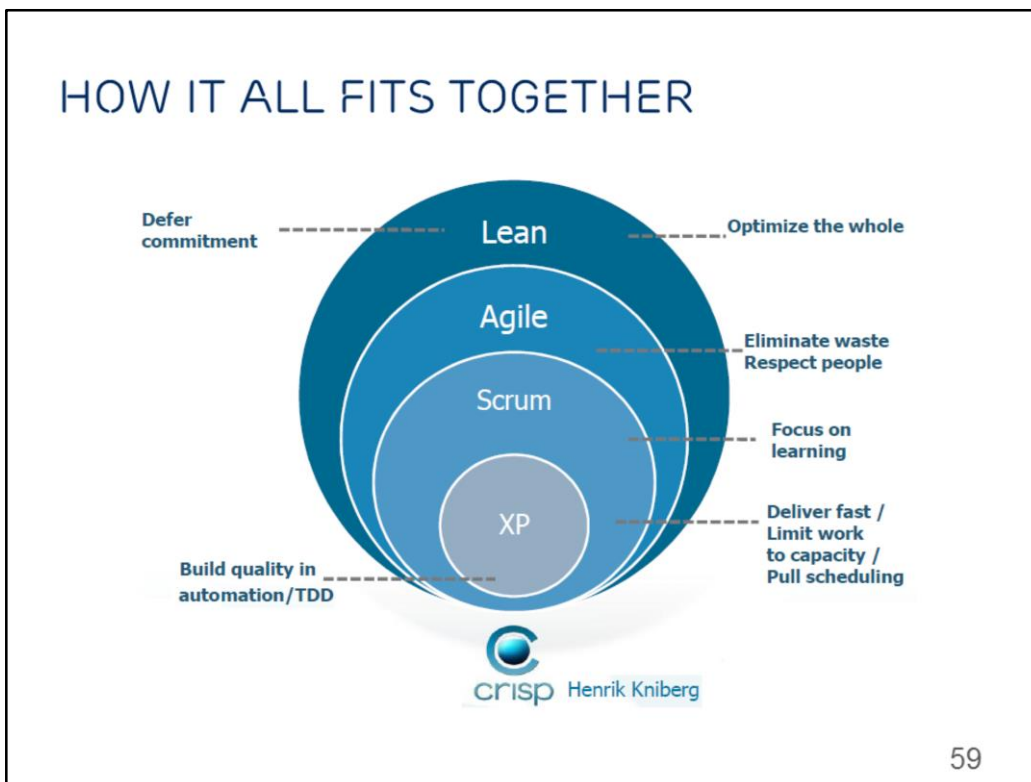 HOW IT ALL FITS TOGETHER
Defer
commitment
Lean
Optimize the whole
Agile
Eliminate waste
Respect people
Scrum
Focus on
learning
XP
Deliver fast /
Limit work
to capacity /
Pull scheduling
Build quality in
automation/TDD
crisp Henrik Kniberg
59